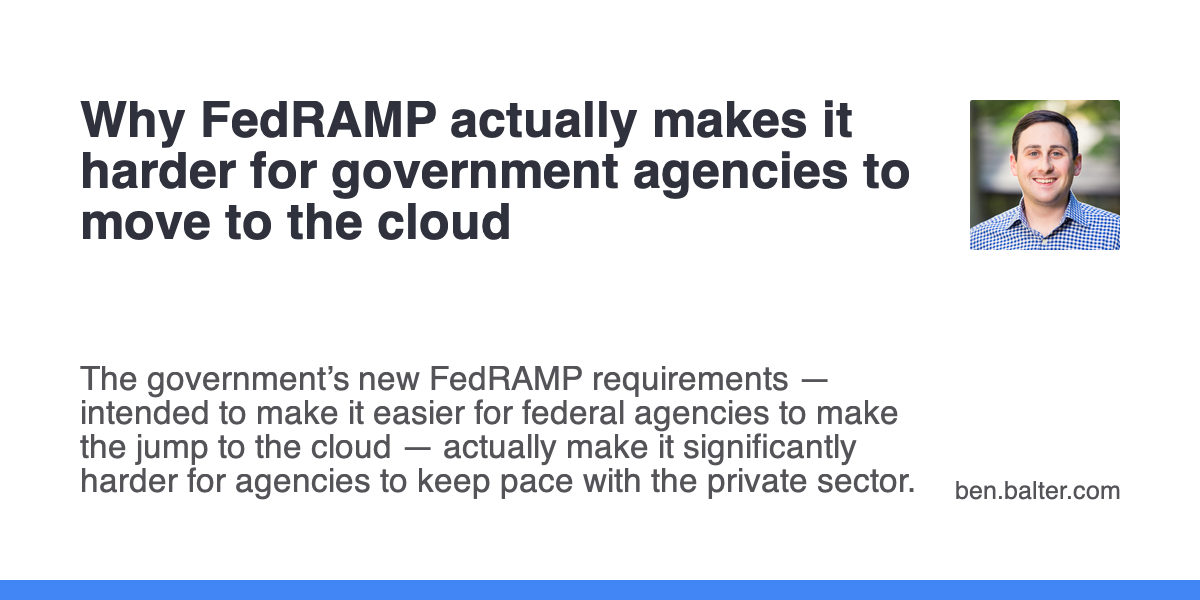 Why FedRAMP actually makes it
harder for government agencies to
move to the cloud
The government’s new FedRAMP requirements —
intended to make it easier for federal agencies to make
the jump to the cloud — actually make it significantly
harder for agencies to keep pace with the private sector.
ben.balter.com